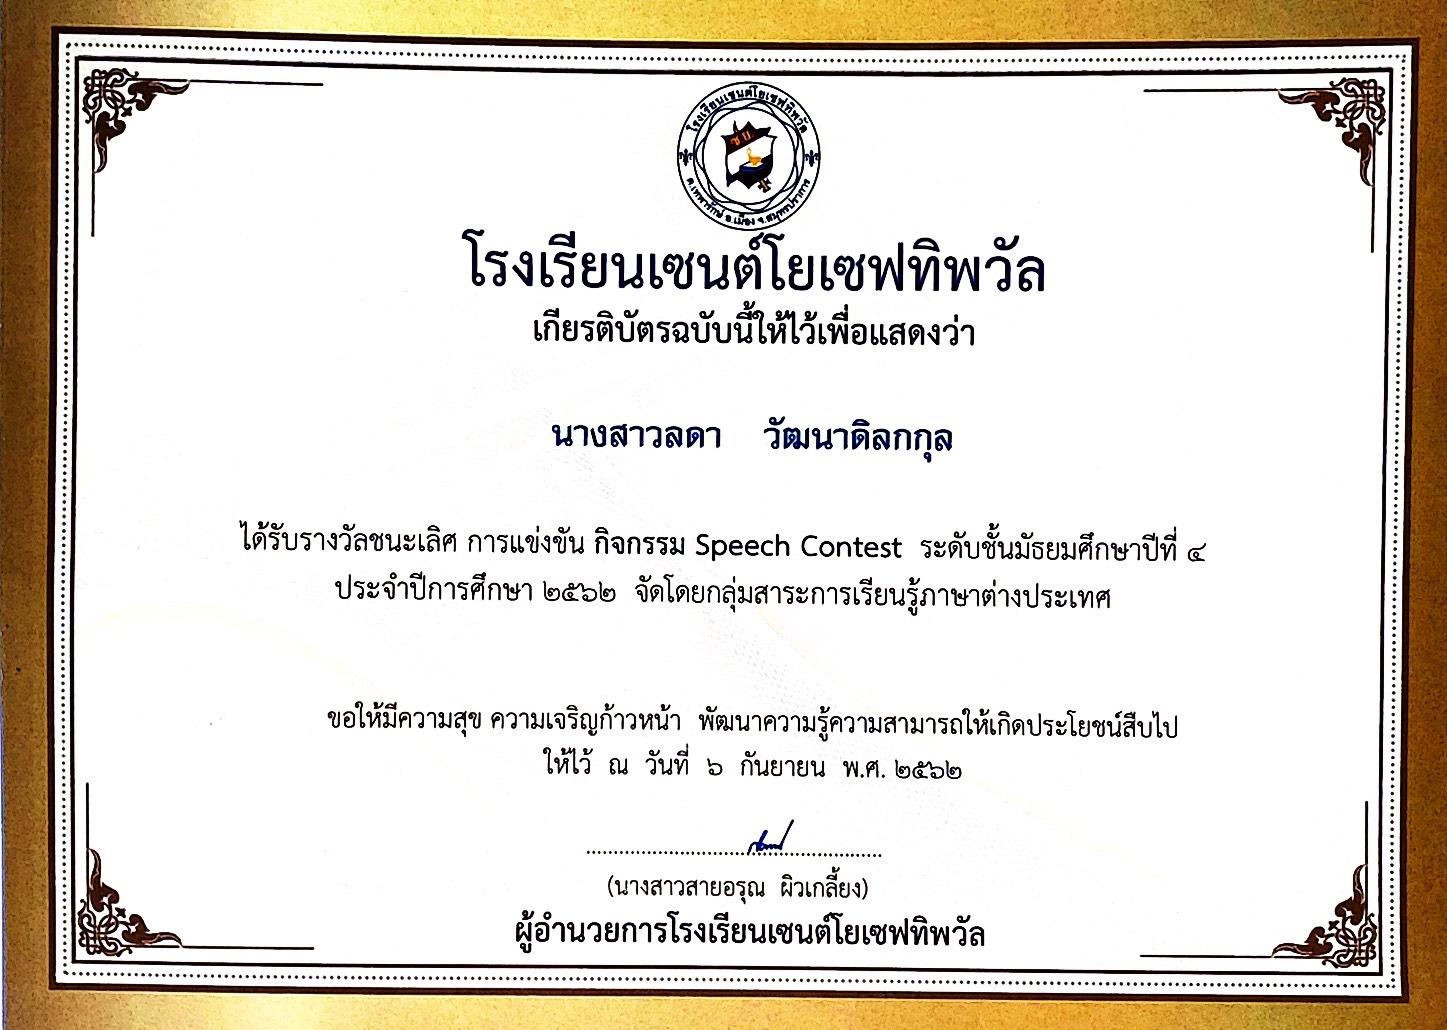 โรงเรียนเซนต์โยเซฟทิพวัล
ช.ย.
ต.เทพารักษ์ อ.เมือง จ.สมุทรปราการ
โรงเรียนเซนต์โยเซฟทิพวัล
เกียรติบัตรฉบับนี้ให้ไว้เพื่อแสดงว่า
นางสาวลดา วัฒนาดิลกกุล
ได้รับรางวัลชนะเลิศ การแข่งขัน กิจกรรม Speech Contest ระดับชั้นมัธยมศึกษาปีที่ ๔
ประจำปีการศึกษา ๒๕๖๒ จัดโดยกลุ่มสาระการเรียนรู้ภาษาต่างประเทศ
ขอให้มีความสุข ความเจริญก้าวหน้า พัฒนาความรู้ความสามารถให้เกิดประโยชน์สืบไป
ให้ไว้ ณ วันที่ ๖ กันยายน พ.ศ. ๒๕๖๒
(นางสาวสายอรุณ ผิวเกลี้ยง)
ผู้อำนวยการโรงเรียนเซนต์โยเซฟทิพวัล